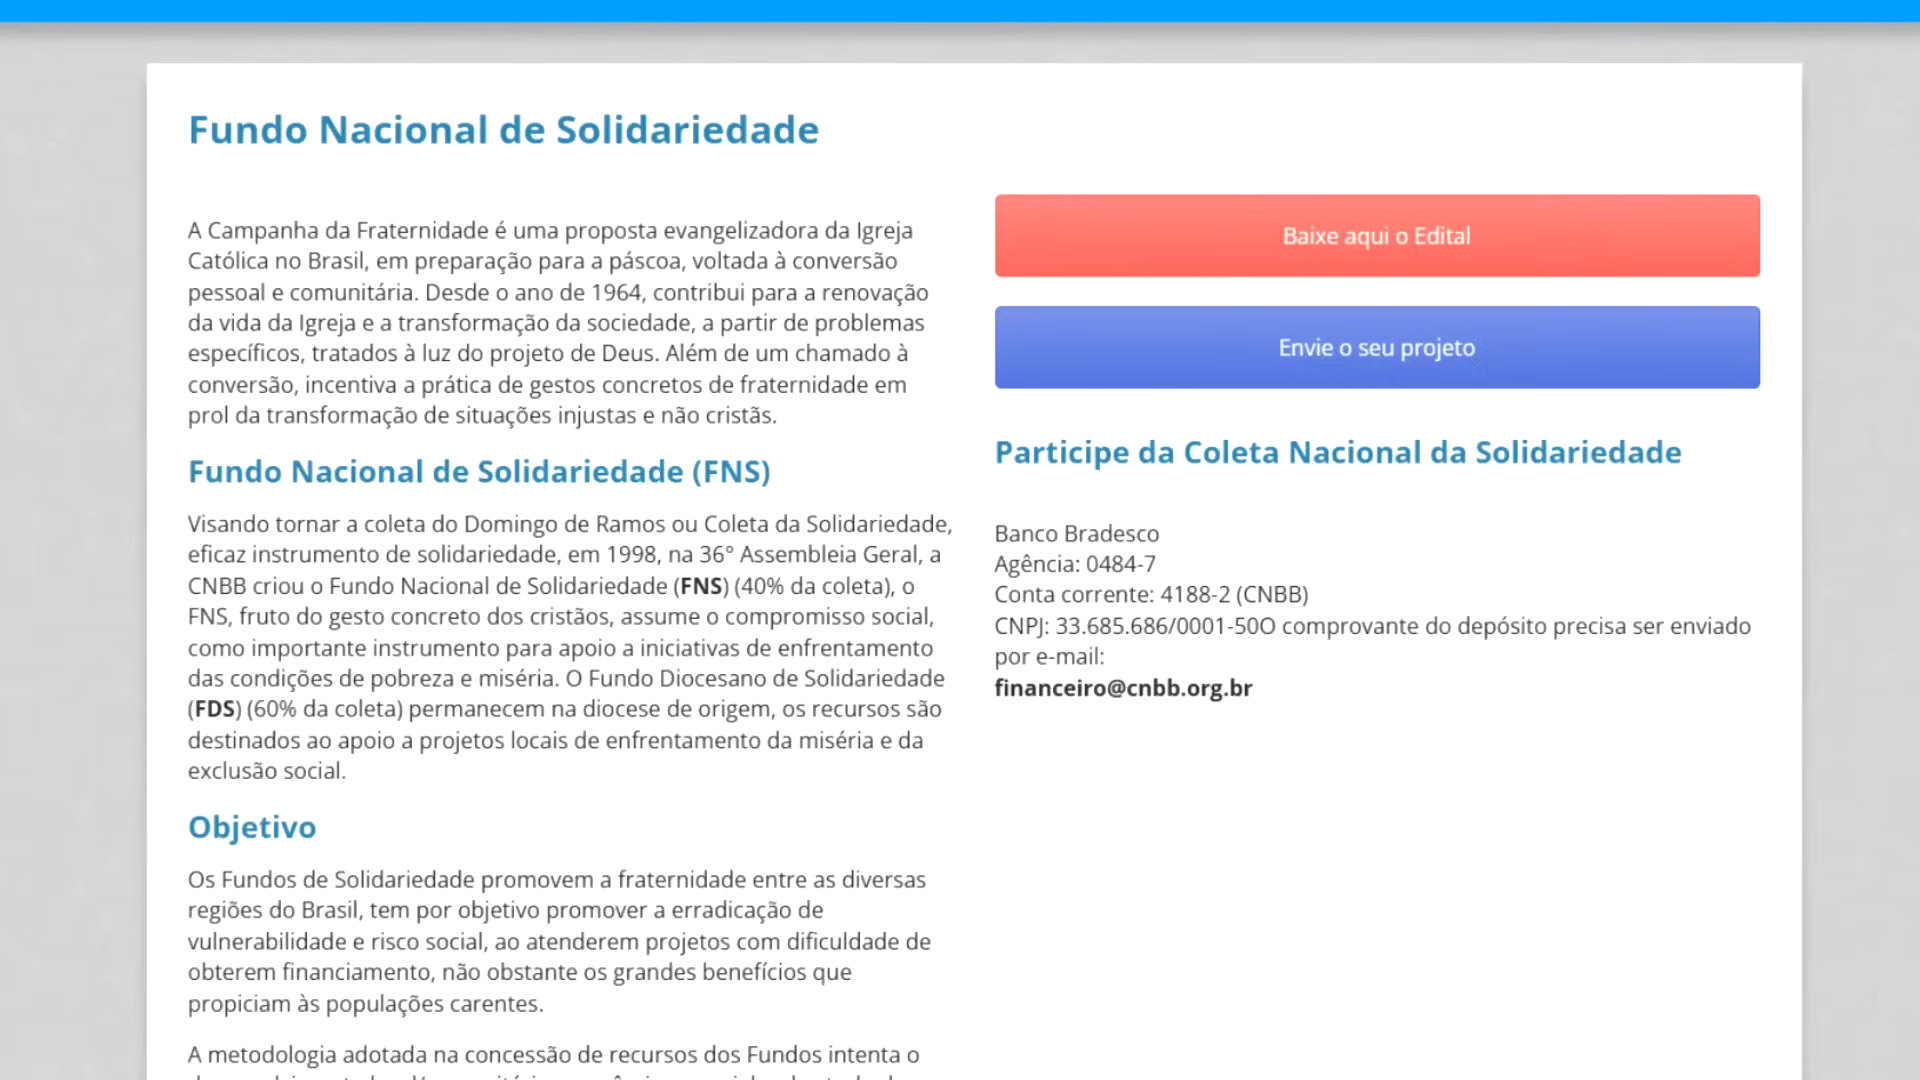 Fundo Nacional de Solidariedade
A Campanha da Fraternidade é uma proposta evangelizadora da Igreja
Católica no Brasil, em preparação para a páscoa, voltada à conversão
pessoal e comunitária. Desde o ano de 1964, contribui para a renovação
da vida da Igreja e a transformação da sociedade, a partir de problemas
específicos, tratados à luz do projeto de Deus. Além de um chamado à
conversão, incentiva a prática de gestos concretos de fraternidade em
prol da transformação de situações injustas e não cristãs.
Fundo Nacional de Solidariedade (FNS)
Visando tornar a coleta do Domingo de Ramos ou Coleta da Solidariedade,
eficaz instrumento de solidariedade, em 1998, na 36° Assembleia Geral, a
CNBB criou o Fundo Nacional de Solidariedade (FNS) (40% da coleta), o
FNS, fruto do gesto concreto dos cristãos, assume o compromisso social,
como importante instrumento para apoio a iniciativas de enfrentamento
das condições de pobreza e miséria. O Fundo Diocesano de Solidariedade
(FDS) (60% da coleta) permanecem na diocese de origem, os recursos são
destinados ao apoio a projetos locais de enfrentamento da miséria e da
exclusão social.
Objetivo
Os Fundos de Solidariedade promovem a fraternidade entre as diversas
regiões do Brasil, tem por objetivo promover a erradicação de
vulnerabilidade e risco social, ao atenderem projetos com dificuldade de
obterem financiamento, não obstante os grandes benefícios que
propiciam às populações carentes.
A metodologia adotada na concessão de recursos dos Fundos intenta o
Baixe aqui o Edital
Envie o seu projeto
Participe da Coleta Nacional da Solidariedade
Banco Bradesco
Agência: 0484-7
Conta corrente: 4188-2 (CNBB)
CNPJ: 33.685.686/0001-50O comprovante do depósito precisa ser enviado
por e-mail:
financeiro@cnbb.org.br